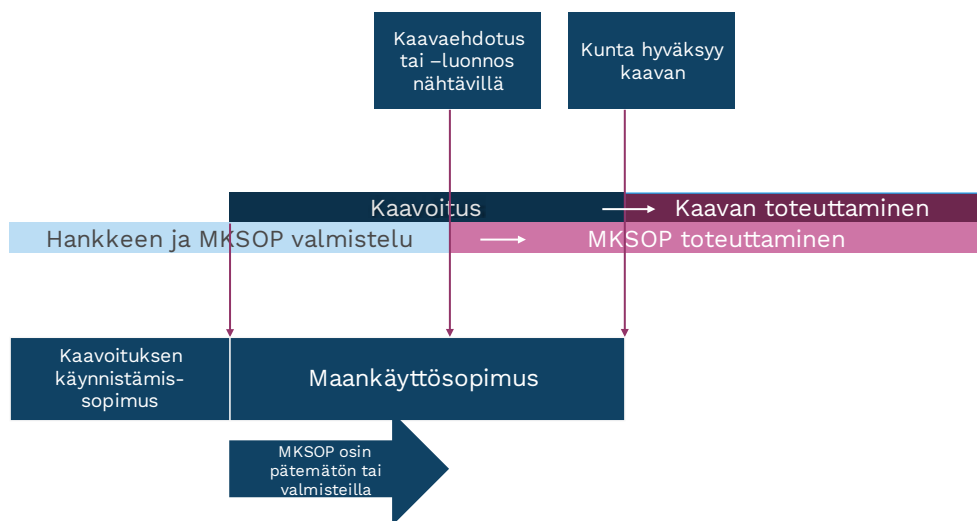 Kaavaehdotus
tai –luonnos
nähtävillä
Kunta hyväksyy
kaavan
Kaavoitus
Kaavan toteuttaminen
Hankkeen ja MKSOP valmistelu
MKSOP toteuttaminen
Kaavoituksen
käynnistämis-
sopimus
Maankäyttösopimus
MKSOP osin
pätemätön tai
valmisteilla